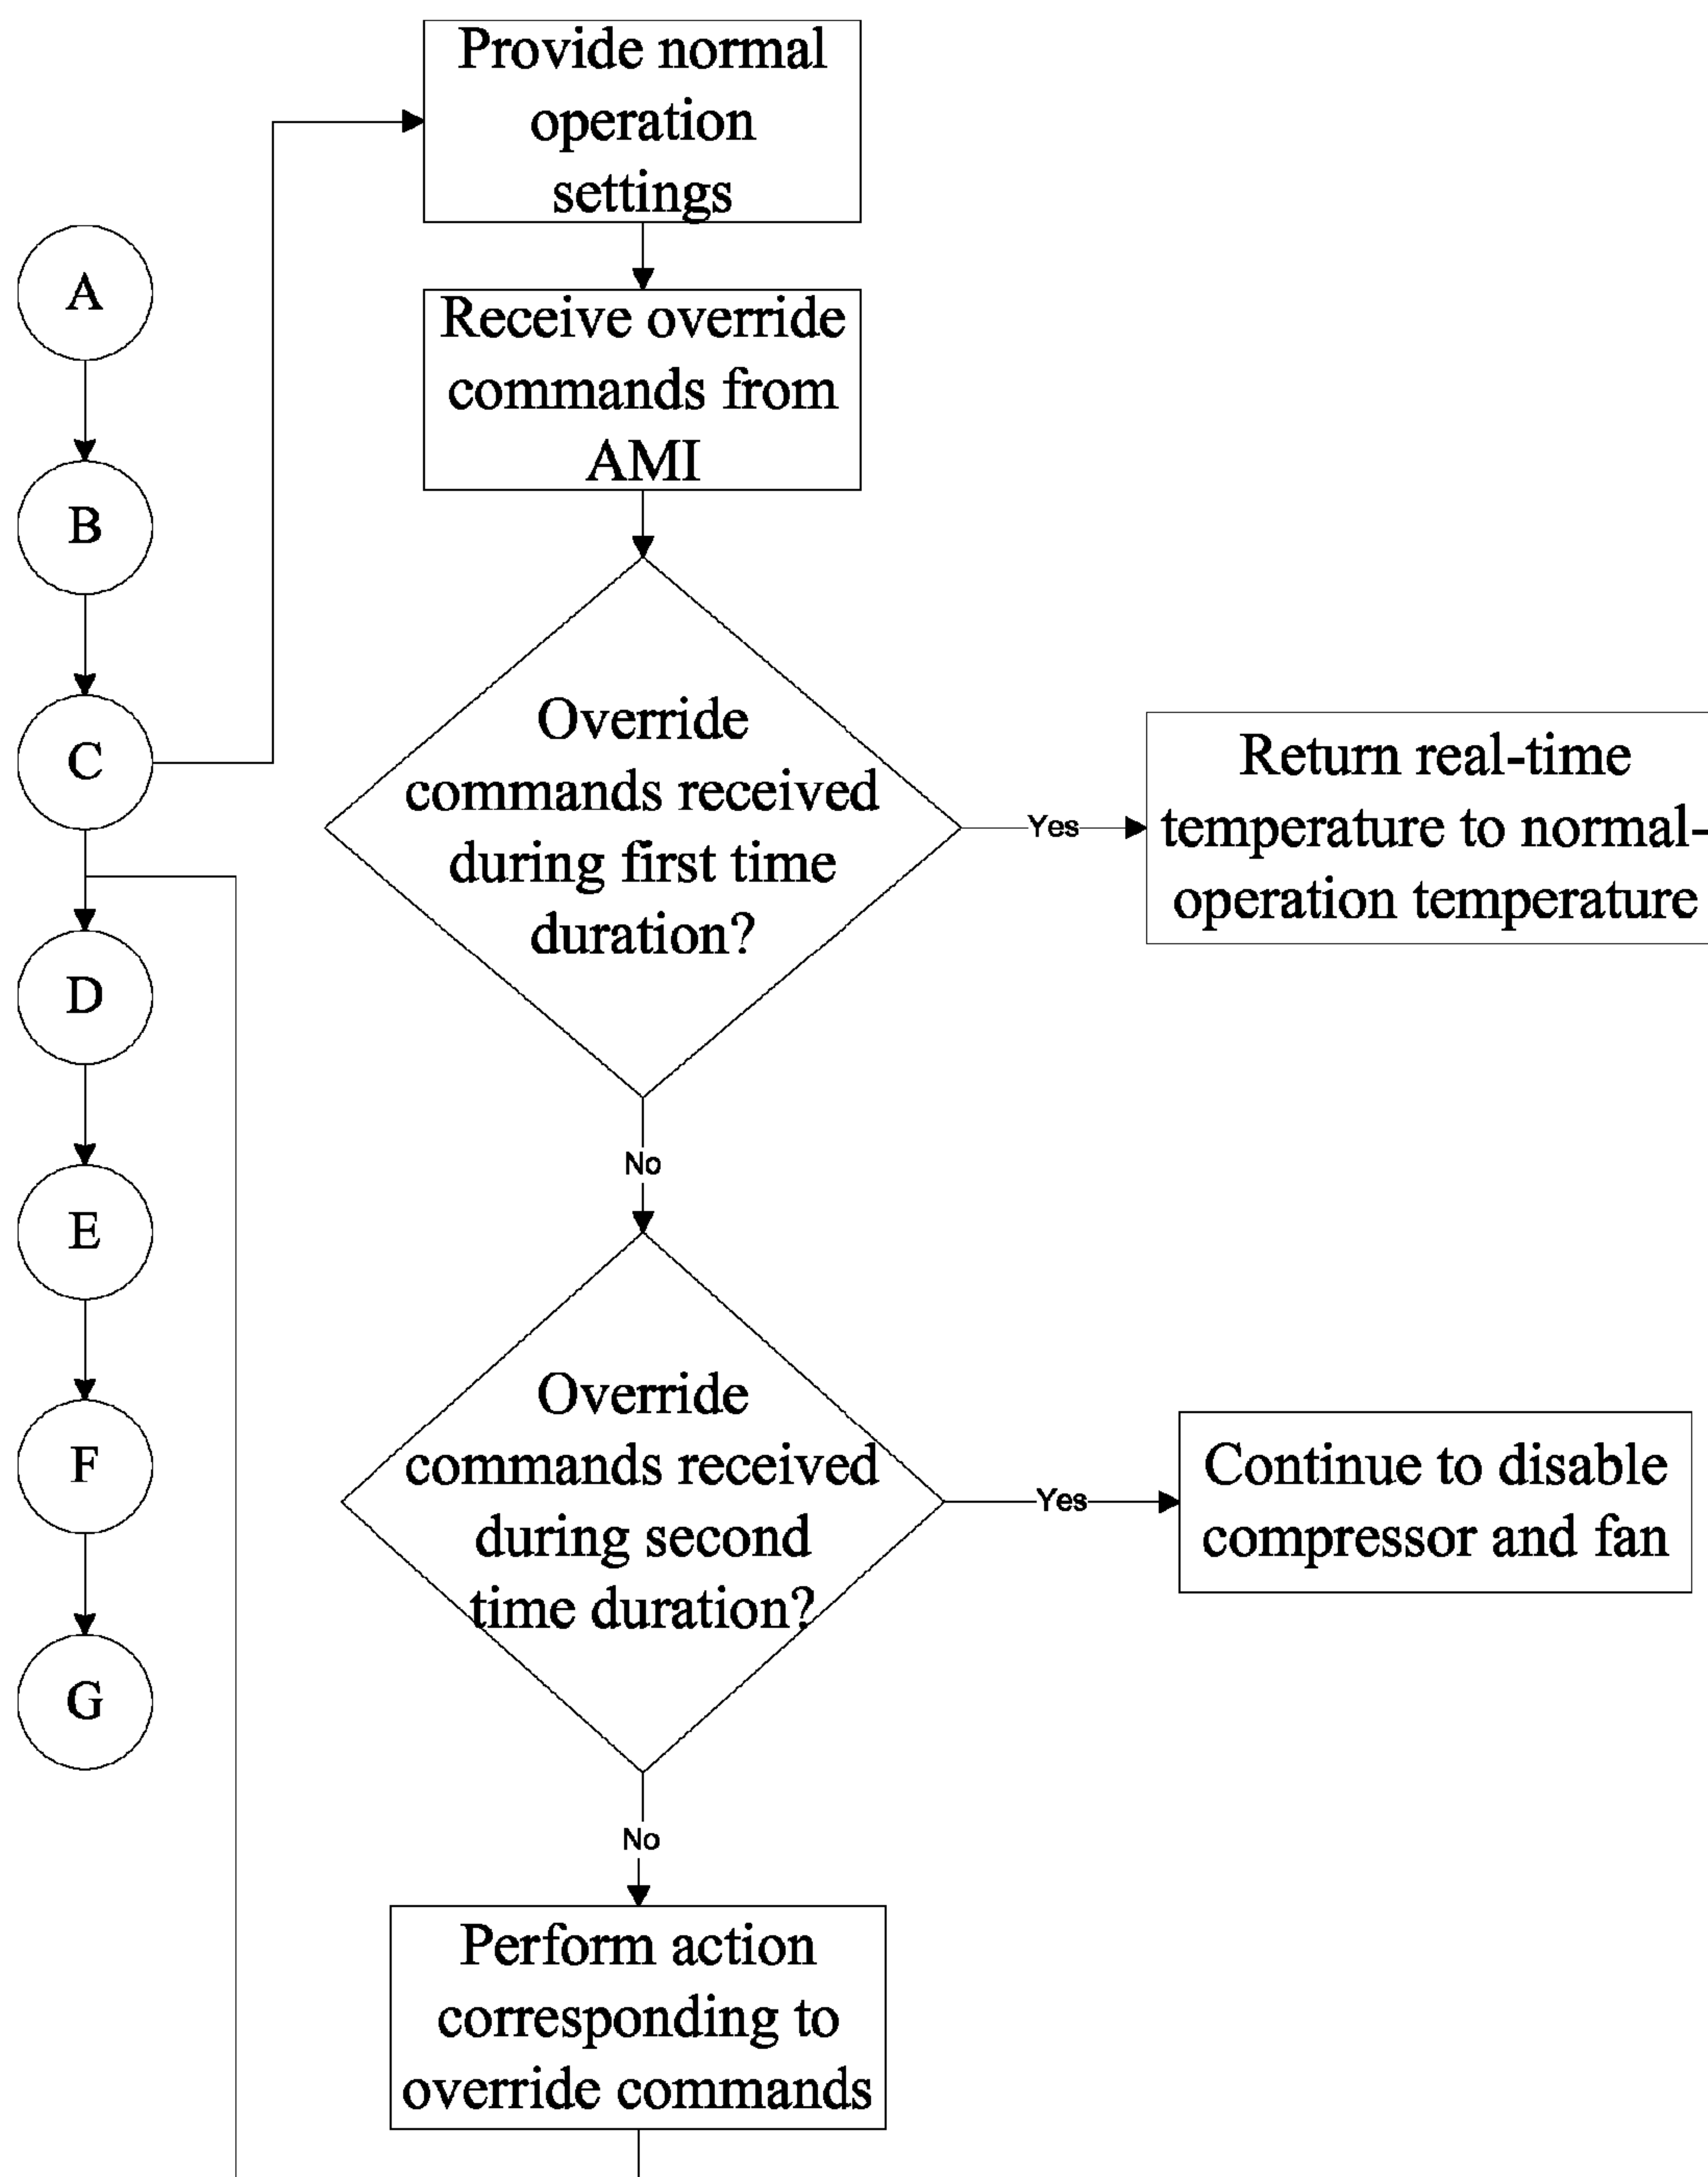 A
B
C
D
E
F
G
Provide normal
operation
settings
Receive override
commands from
AMI
Override
commands received
during first time
duration?
Yes
Return real-time
temperature to normal-
operation temperature
No
Override
commands received
during second
time duration?
Yes
Continue to disable
compressor and fan
No
Perform action
corresponding to
override commands